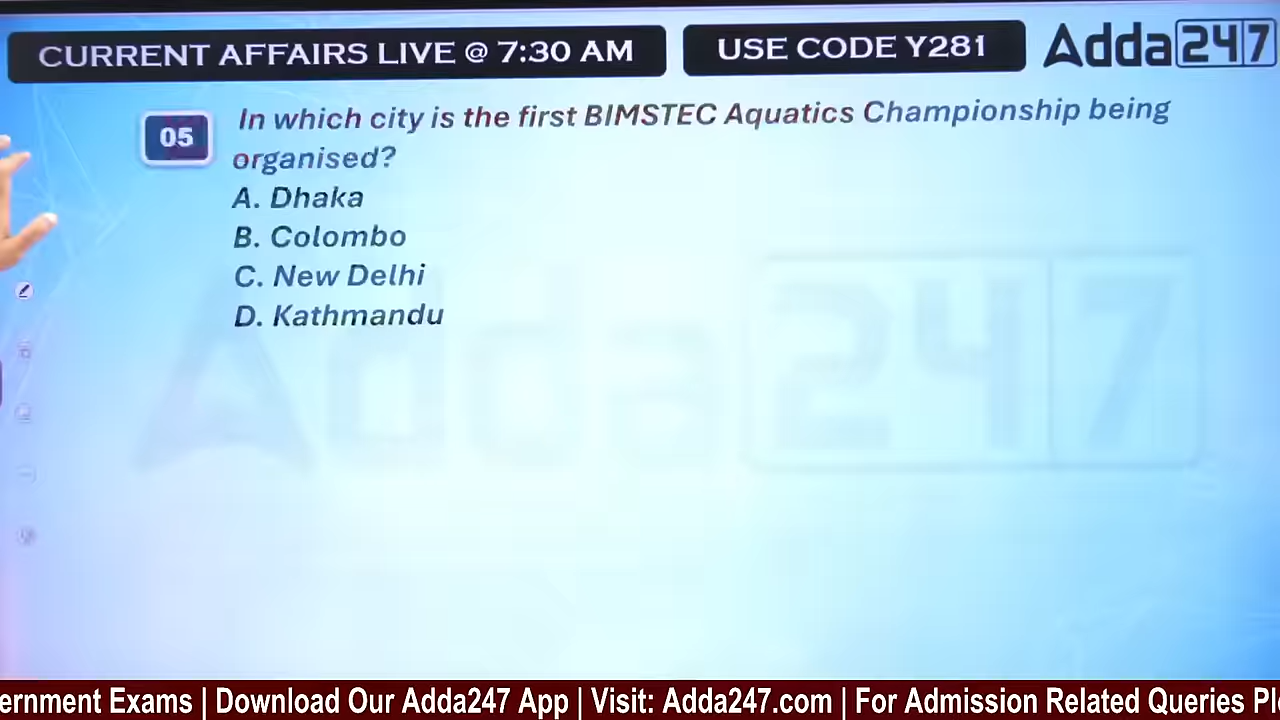 CURRENT AFFAIRS LIVE @ 7:30 AM
USE CODE Y281
Adda247
05
In which city is the first BIMSTEC Aquatics Championship being
organised?
A. Dhaka
B. Colombo
C. New Delhi
D. Kathmandu
Adda247
ernment Exams | Download Our Adda247 App | Visit: Adda247.com | For Admission Related Queries Pl